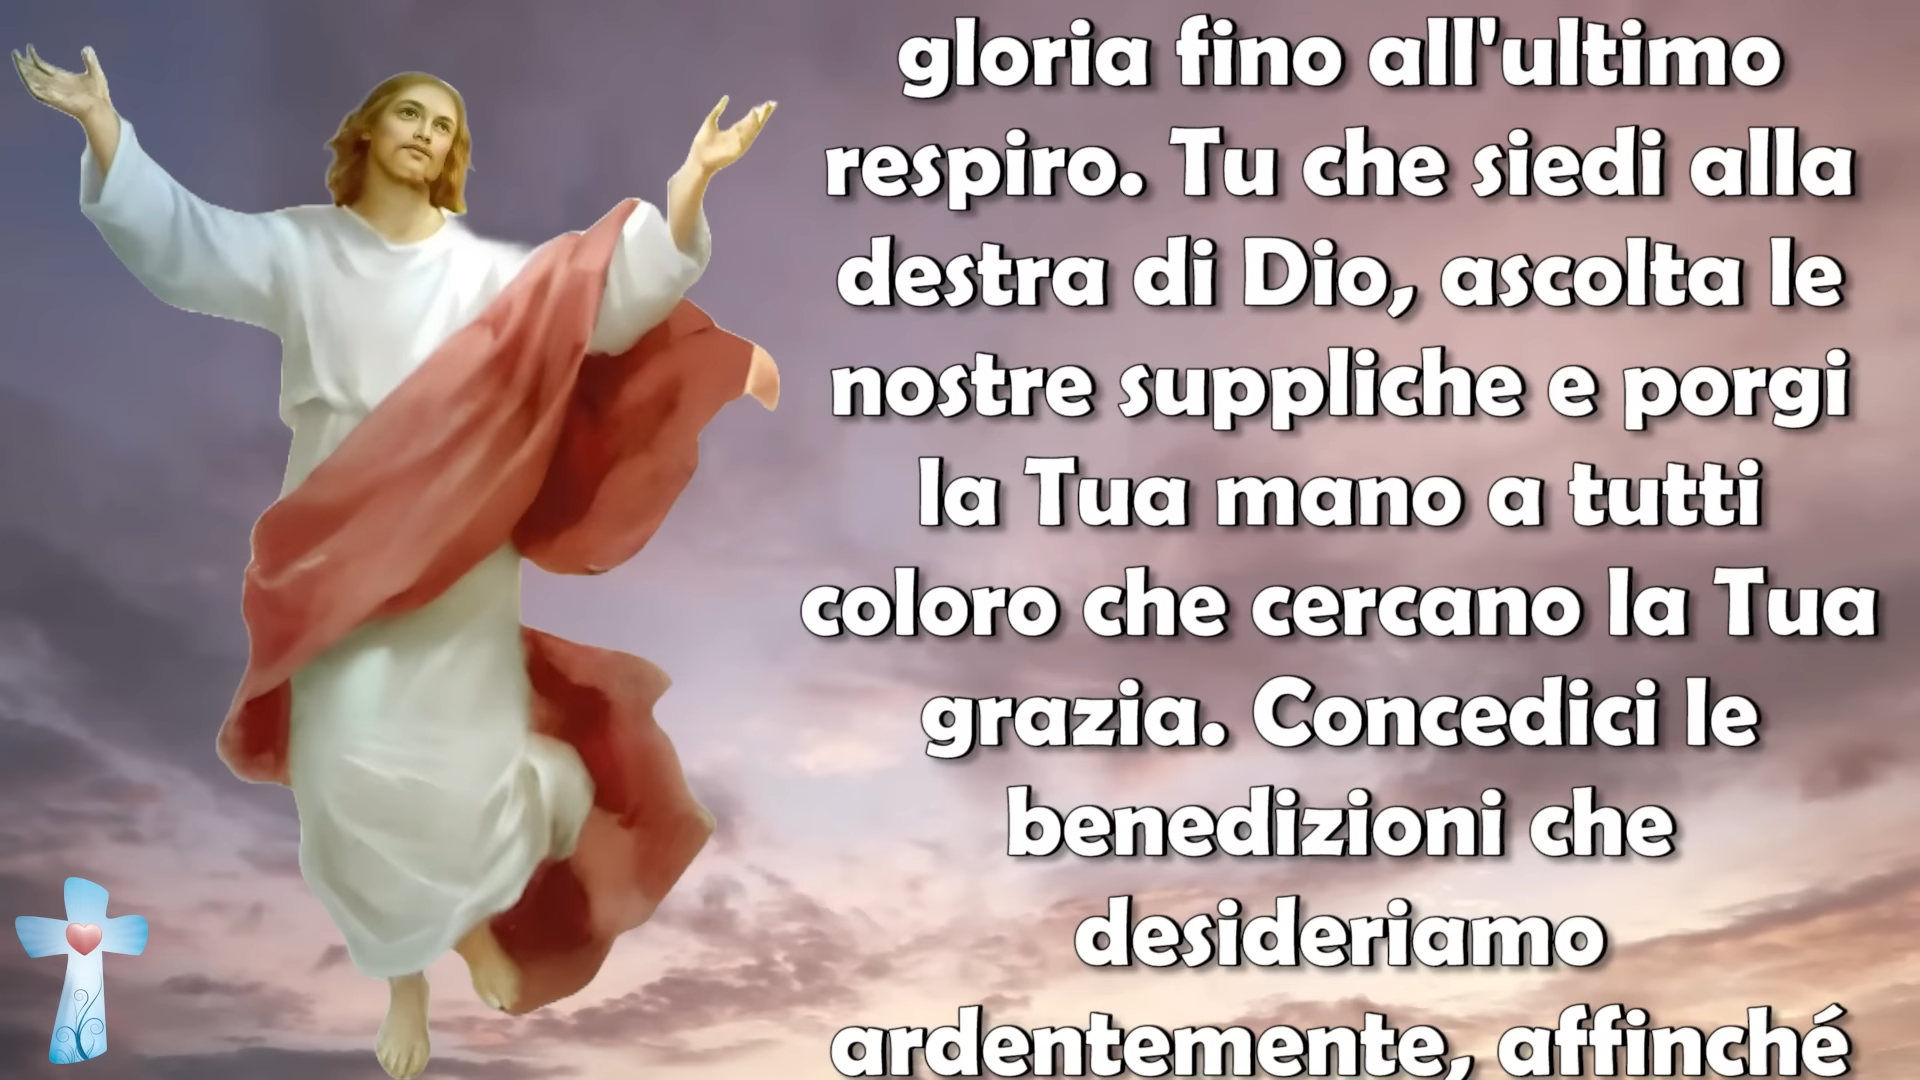 gloria fino all'ultimo
respiro. Tu che siedi alla
destra di Dio, ascolta le
nostre suppliche e porgi
la Tua mano a tutti
coloro che cercano la Tua
grazia. Concedici le
benedizioni che
desideriamo
ardentemente, affinché